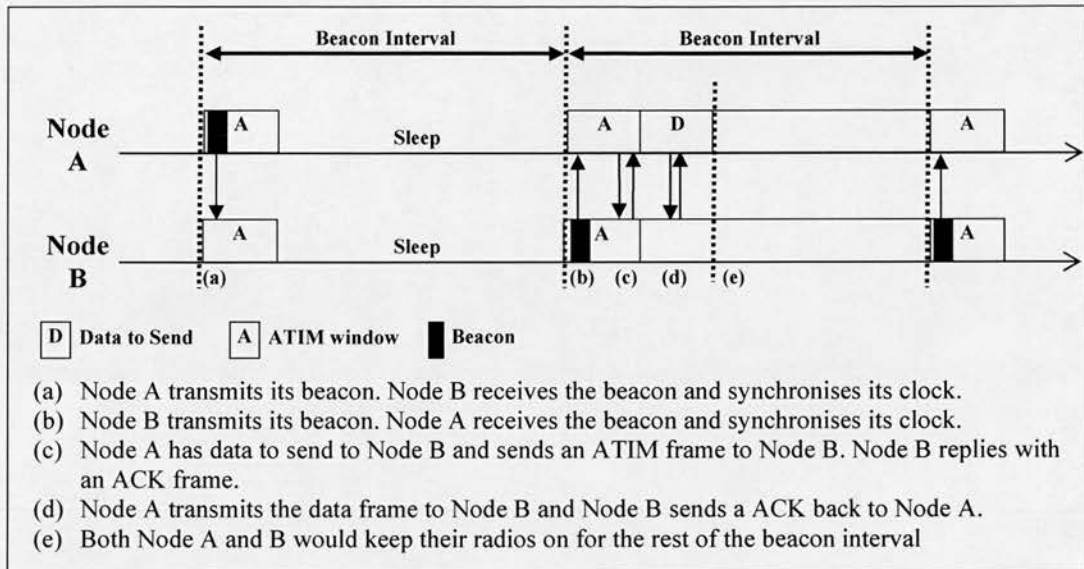 Beacon Interval Beacon Interval
Node A
A Sleep A D A
Node B
A Sleep A A
(a) (b) (c) (d) (e)
D Data to Send A ATIM window Beacon
(a) Node A transmits its beacon. Node B receives the beacon and synchronises its clock.
(b) Node B transmits its beacon. Node A receives the beacon and synchronises its clock.
(c) Node A has data to send to Node B and sends an ATIM frame to Node B. Node B replies with
an ACK frame.
(d) Node A transmits the data frame to Node B and Node B sends a ACK back to Node A.
(e) Both Node A and B would keep their radios on for the rest of the beacon interval